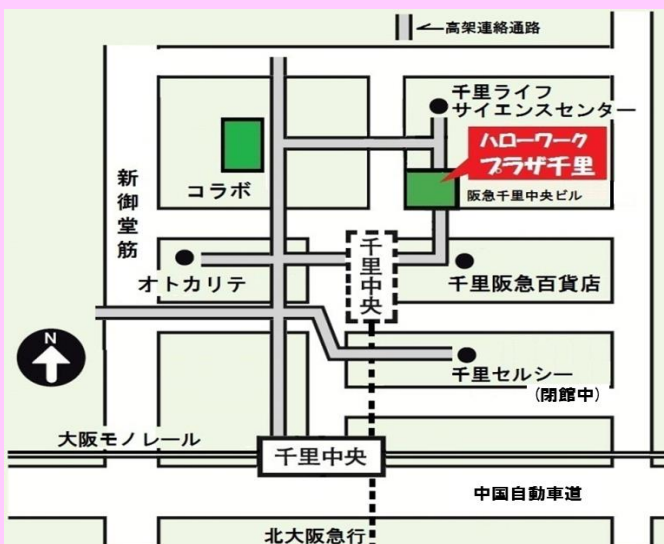 高架連絡通路
千里ライフ
サイエンスセンター
ハローワーク
プラザ千里
コラボ
阪急千里中央ビル
新御堂筋
千里中央
オトカリテ
千里阪急百貨店
N
千里セルシー
(閉館中)
大阪モノレール
千里中央
中国自動車道
北大阪急行